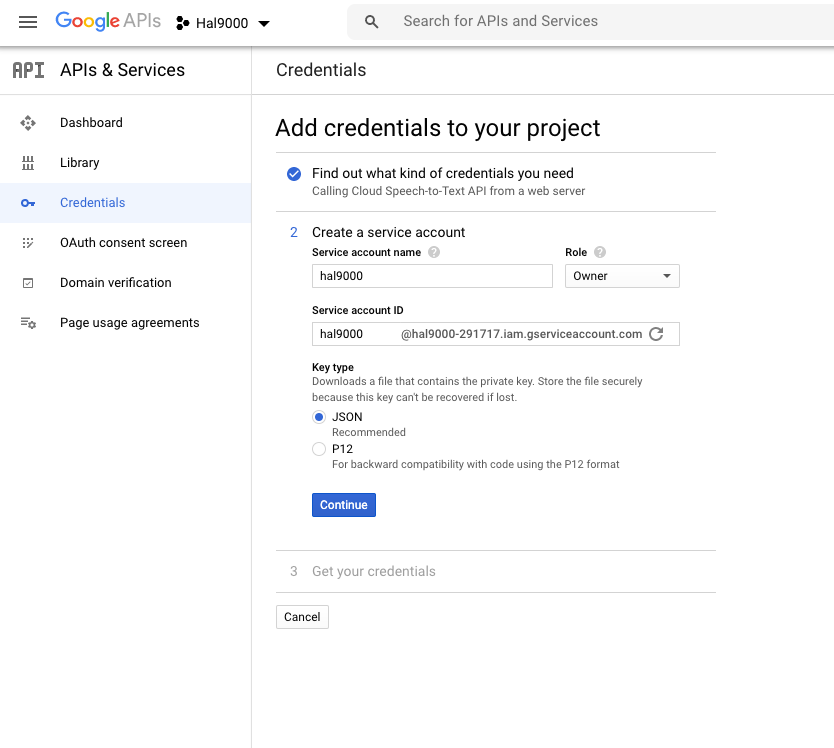 Google APIs
Hal9000
Search for APIs and Services
API
APIs & Services
Credentials
Dashboard
Library
Credentials
OAuth consent screen
Domain verification
Page usage agreements
Add credentials to your project
Find out what kind of credentials you need
Calling Cloud Speech-to-Text API from a web server
2 Create a service account
Service account name ? Role ?
hal9000 Owner
Service account ID
hal9000 @hal9000-291717.iam.gserviceaccount.com
Key type
Downloads a file that contains the private key. Store the file securely
because this key can't be recovered if lost.
JSON
Recommended
P12
For backward compatibility with code using the P12 format
Continue
3 Get your credentials
Cancel